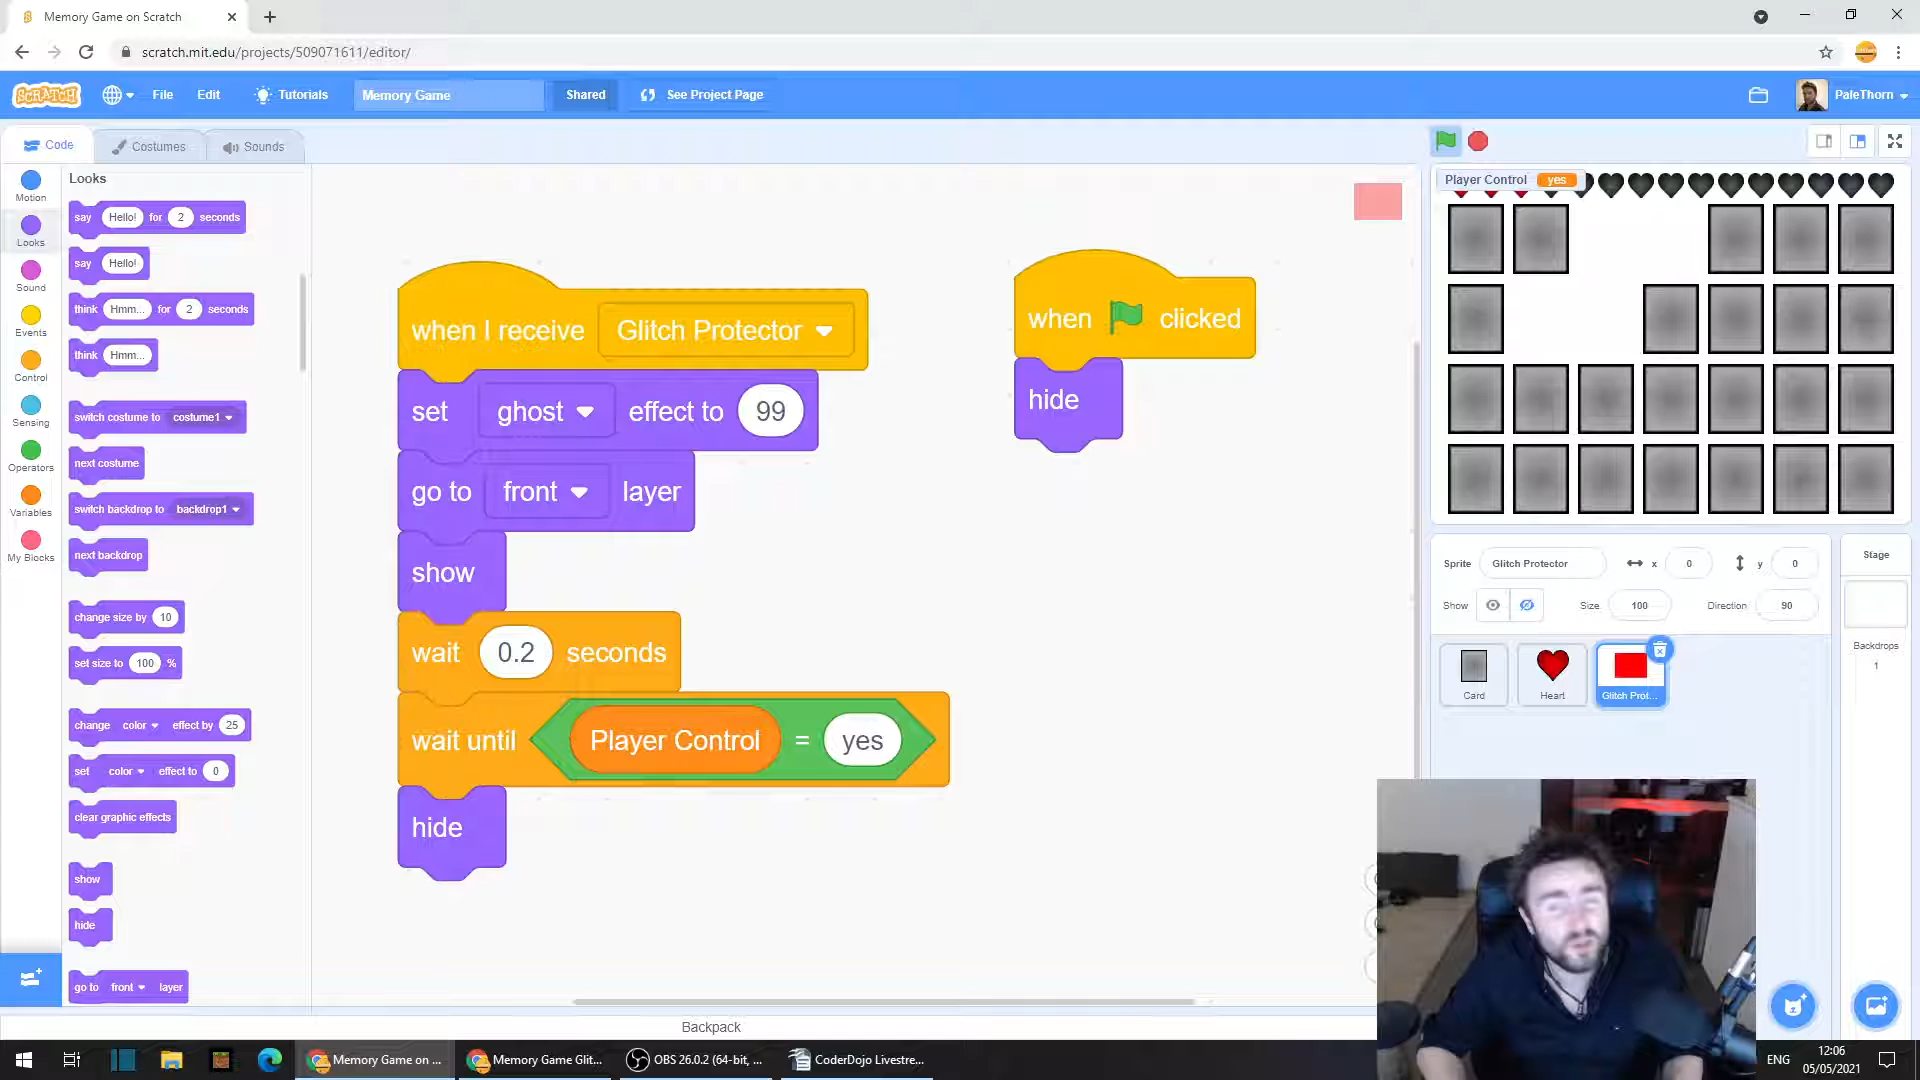 Memory Game on Scratch
scratch.mit.edu/projects/509071611/editor/
SCRATCH
File
Edit
Tutorials
Memory Game
Shared
See Project Page
PaleThorn
Code
Costumes
Sounds
Motion
Looks
Sound
Events
Control
Sensing
Operators
Variables
My Blocks
Looks
say Hello! for 2 seconds
say Hello!
think Hmm... for 2 seconds
think Hmm...
switch costume to costume1
next costume
switch backdrop to backdrop1
next backdrop
change size by 10
set size to 100 %
change color effect by 25
set color effect to 0
clear graphic effects
show
hide
go to front layer
when I receive Glitch Protector
set ghost effect to 99
go to front layer
show
wait 0.2 seconds
wait until Player Control = yes
hide
when clicked
hide
Player Control yes
Sprite Glitch Protector x 0 y 0
Show Size 100 Direction 90
Card
Heart
Glitch Prot...
Stage
Backdrops
1
Backpack
Memory Game on ...
Memory Game Glit...
OBS 26.0.2 (64-bit, ...
CoderDojo Livestre...
ENG
12:06
05/05/2021